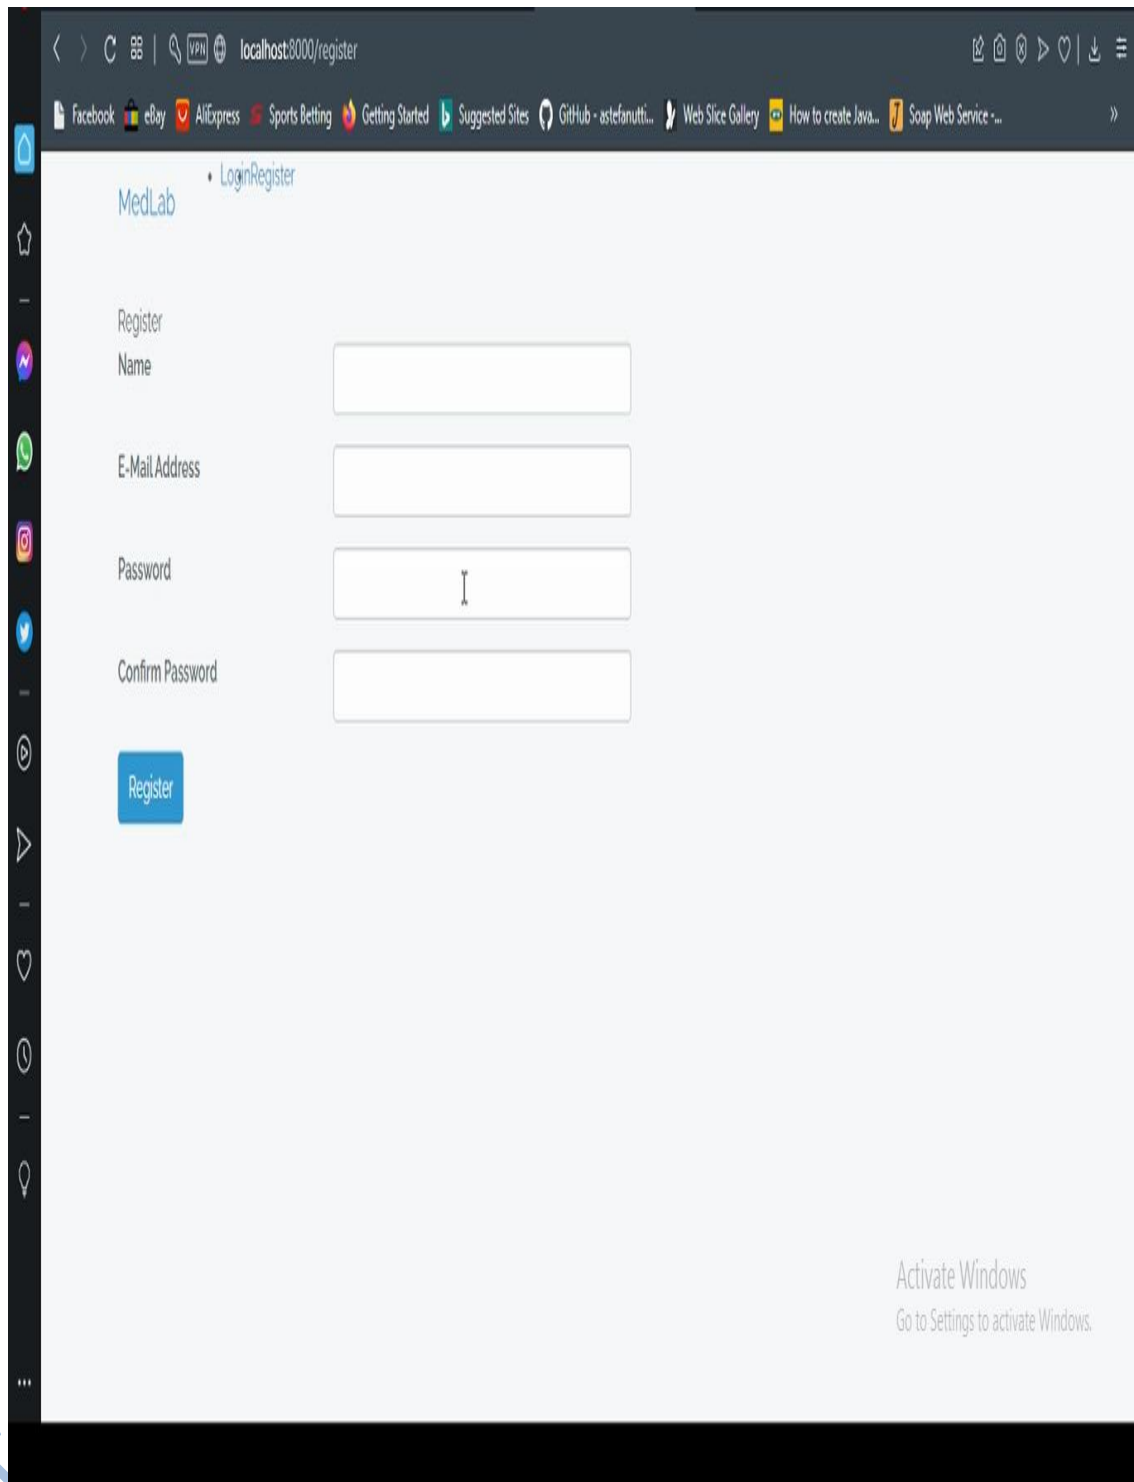 VPN localhost:8000/register
Facebook eBay AliExpress Sports Betting Getting Started Suggested Sites GitHub - astefanutti... Web Slice Gallery How to create Java... Soap Web Service -...
LoginRegister
MedLab
Register
Name
E-Mail Address
Password
Confirm Password
Register
Activate Windows
Go to Settings to activate Windows.